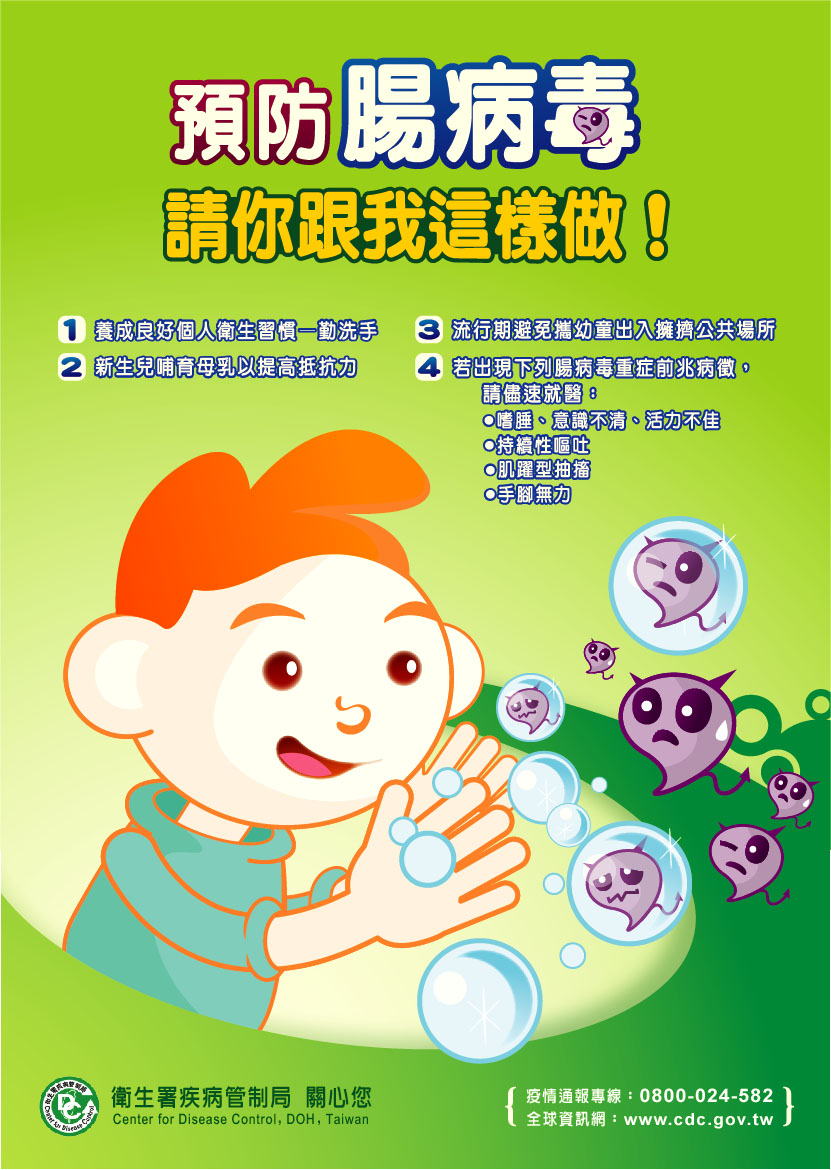 預防腸病毒
請你跟我這樣做！
1 養成良好個人衛生習慣—勤洗手
2 新生兒哺育母乳以提高抵抗力
3 流行期避免攜幼童出入擁擠公共場所
4 若出現下列腸病毒重症前兆病徵，
請儘速就醫：
●嗜睡、意識不清、活力不佳
●持續性嘔吐
●肌躍型抽搐
●手腳無力
衛生署疾病管制局 關心您
Center for Disease Control, DOH, Taiwan
疫情通報專線：0800-024-582
全球資訊網：www.cdc.gov.tw